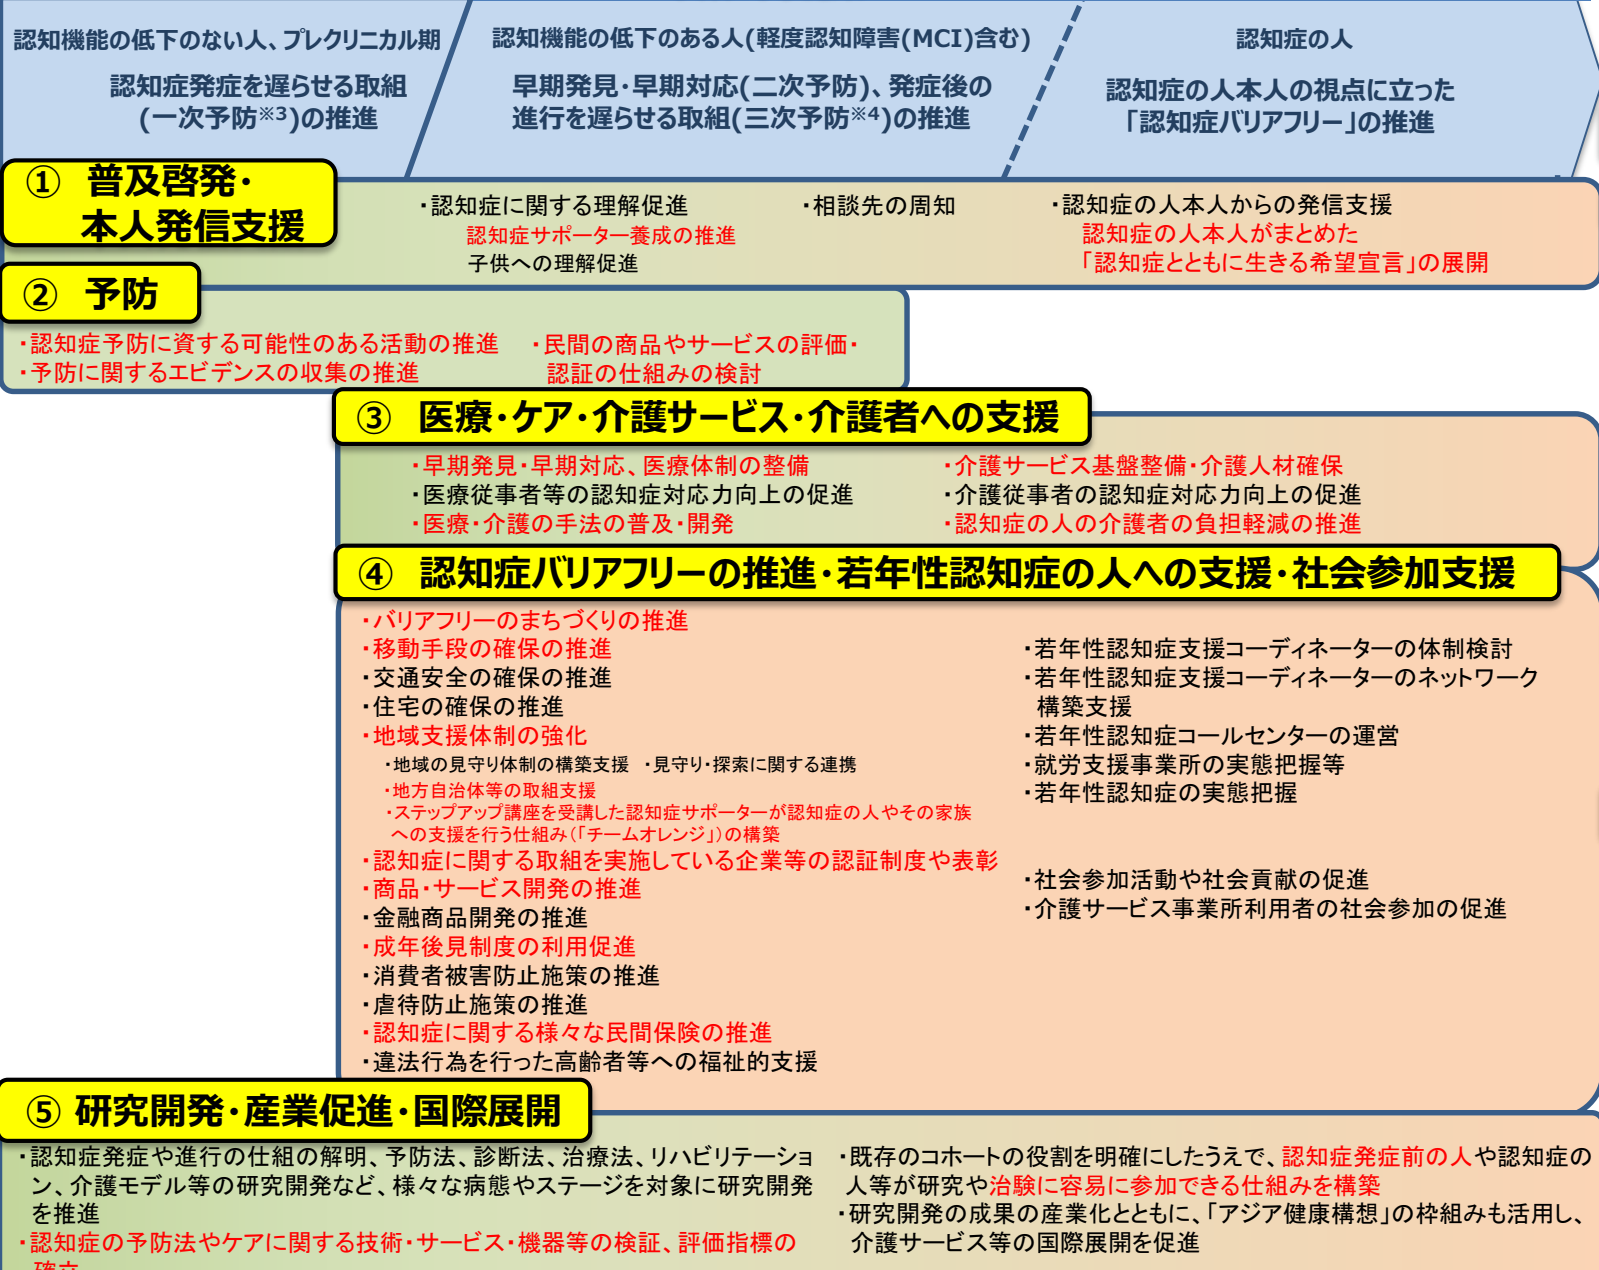 認知機能の低下のない人、プレクリニカル期
認知症発症を遅らせる取組
(一次予防※3)の推進
認知機能の低下のある人(軽度認知障害(MCI)含む)
早期発見・早期対応(二次予防)、発症後の
進行を遅らせる取組(三次予防※4)の推進
認知症の人
認知症の人本人の視点に立った
「認知症バリアフリー」の推進
① 普及啓発・
本人発信支援
・認知症に関する理解促進
認知症サポーター養成の推進
子供への理解促進
・相談先の周知
・認知症の人本人からの発信支援
認知症の人本人がまとめた
「認知症とともに生きる希望宣言」の展開
② 予防
・認知症予防に資する可能性のある活動の推進
・予防に関するエビデンスの収集の推進
・民間の商品やサービスの評価・
認証の仕組みの検討
③ 医療・ケア・介護サービス・介護者への支援
・早期発見・早期対応、医療体制の整備
・医療従事者等の認知症対応力向上の促進
・医療・介護の手法の普及・開発
・介護サービス基盤整備・介護人材確保
・介護従事者の認知症対応力向上の促進
・認知症の人の介護者の負担軽減の推進
④ 認知症バリアフリーの推進・若年性認知症の人への支援・社会参加支援
・バリアフリーのまちづくりの推進
・移動手段の確保の推進
・交通安全の確保の推進
・住宅の確保の推進
・地域支援体制の強化
・地域の見守り体制の構築支援 ・見守り・探索に関する連携
・地方自治体等の取組支援
・ステップアップ講座を受講した認知症サポーターが認知症の人やその家族
への支援を行う仕組み(「チームオレンジ」)の構築
・認知症に関する取組を実施している企業等の認証制度や表彰
・商品・サービス開発の推進
・金融商品開発の推進
・成年後見制度の利用促進
・消費者被害防止施策の推進
・虐待防止施策の推進
・認知症に関する様々な民間保険の推進
・違法行為を行った高齢者等への福祉的支援
・若年性認知症支援コーディネーターの体制検討
・若年性認知症支援コーディネーターのネットワーク
構築支援
・若年性認知症コールセンターの運営
・就労支援事業所の実態把握等
・若年性認知症の実態把握
・社会参加活動や社会貢献の促進
・介護サービス事業所利用者の社会参加の促進
⑤ 研究開発・産業促進・国際展開
・認知症発症や進行の仕組の解明、予防法、診断法、治療法、リハビリテーショ
ン、介護モデル等の研究開発など、様々な病態やステージを対象に研究開発
を推進
・認知症の予防法やケアに関する技術・サービス・機器等の検証、評価指標の
・既存のコホートの役割を明確にしたうえで、認知症発症前の人や認知症の
人等が研究や治験に容易に参加できる仕組みを構築
・研究開発の成果の産業化とともに、「アジア健康構想」の枠組みも活用し、
介護サービス等の国際展開を促進